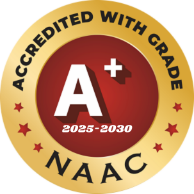 ACCREDITED WITH GRADE
A+
2025-2030
NAAC